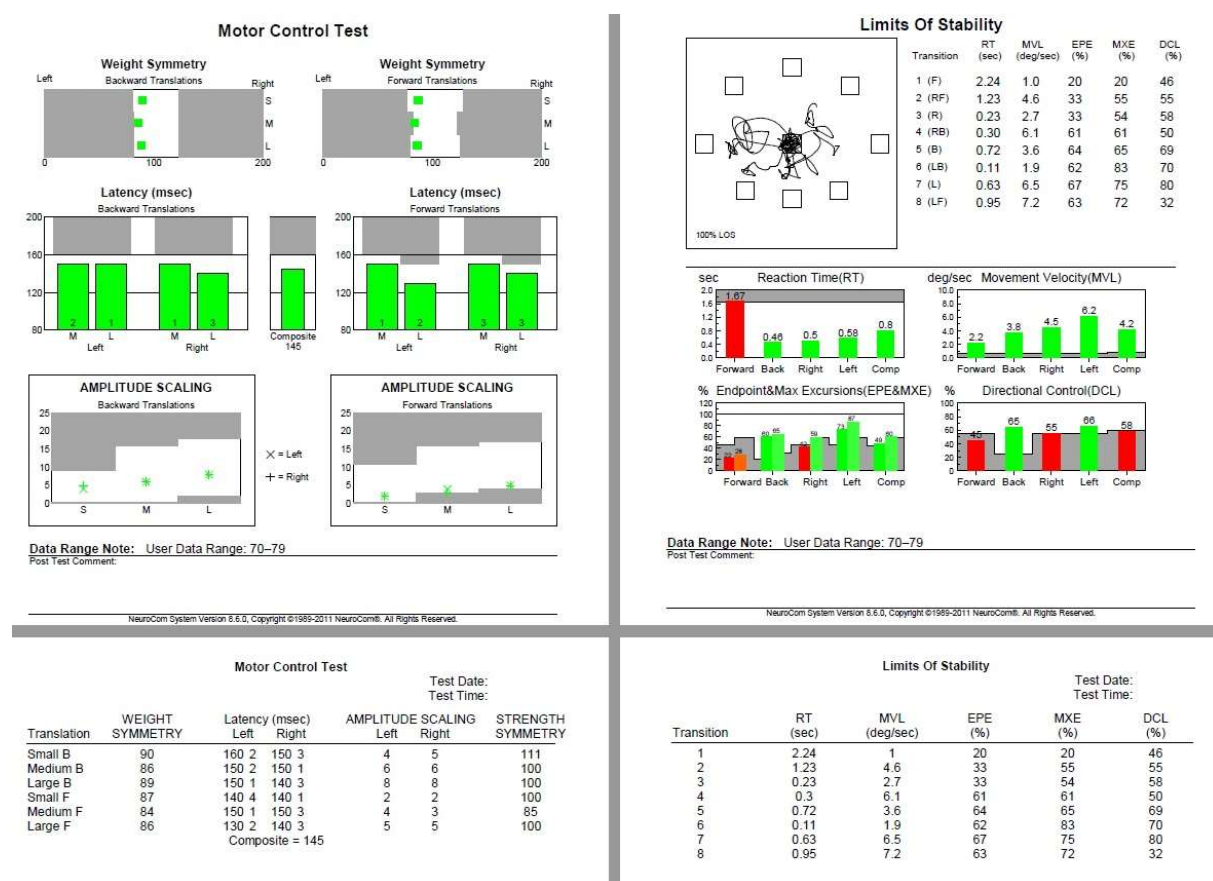 Motor Control Test
Weight Symmetry
Left Backward Translations Right
S
M
L
0 100 200
Weight Symmetry
Left Forward Translations Right
S
M
L
0 100 200
Latency (msec)
Backward Translations
200
160
120
80
2 1 1 3
M L M L
Left Right
Composite
145
Latency (msec)
Forward Translations
200
160
120
80
1 2 3 3
M L M L
Left Right
AMPLITUDE SCALING
Backward Translations
25
20
15
10
5
0
S M L
× = Left
+ = Right
AMPLITUDE SCALING
Forward Translations
25
20
15
10
5
0
S M L
Data Range Note: User Data Range: 70–79
Post Test Comment:
NeuroCom System Version 8.6.0, Copyright ©1989-2011 NeuroCom®. All Rights Reserved.
Limits Of Stability
100% LOS
RT MVL EPE MXE DCL
Transition (sec) (deg/sec) (%) (%) (%)
1 (F) 2.24 1.0 20 20 46
2 (RF) 1.23 4.6 33 55 55
3 (R) 0.23 2.7 33 54 58
4 (RB) 0.30 6.1 61 61 50
5 (B) 0.72 3.6 64 65 69
6 (LB) 0.11 1.9 62 83 70
7 (L) 0.63 6.5 67 75 80
8 (LF) 0.95 7.2 63 72 32
sec Reaction Time(RT)
2.0
1.6
1.2
0.8
0.4
0.0
1.67 0.46 0.5 0.58 0.8
Forward Back Right Left Comp
deg/sec Movement Velocity(MVL)
10.0
8.0
6.0
4.0
2.0
0.0
2.2 3.8 4.5 6.2 4.2
Forward Back Right Left Comp
% Endpoint&Max Excursions(EPE&MXE)
120
100
80
60
40
20
0
60 65 59 73 87 49 60
Forward Back Right Left Comp
% Directional Control(DCL)
100
80
60
40
20
0
45 65 55 66 58
Forward Back Right Left Comp
Data Range Note: User Data Range: 70–79
Post Test Comment:
NeuroCom System Version 8.6.0, Copyright ©1989-2011 NeuroCom®. All Rights Reserved.
Motor Control Test
Test Date:
Test Time:
WEIGHT Latency (msec) AMPLITUDE SCALING STRENGTH
Translation SYMMETRY Left Right Left Right SYMMETRY
Small B 90 160 2 150 3 4 5 111
Medium B 86 150 2 150 1 6 6 100
Large B 89 150 1 140 3 8 8 100
Small F 87 140 4 140 1 2 2 100
Medium F 84 150 1 150 3 4 3 85
Large F 86 130 2 140 3 5 5 100
Composite = 145
Limits Of Stability
Test Date:
Test Time:
RT MVL EPE MXE DCL
Transition (sec) (deg/sec) (%) (%) (%)
1 2.24 1 20 20 46
2 1.23 4.6 33 55 55
3 0.23 2.7 33 54 58
4 0.3 6.1 61 61 50
5 0.72 3.6 64 65 69
6 0.11 1.9 62 83 70
7 0.63 6.5 67 75 80
8 0.95 7.2 63 72 32